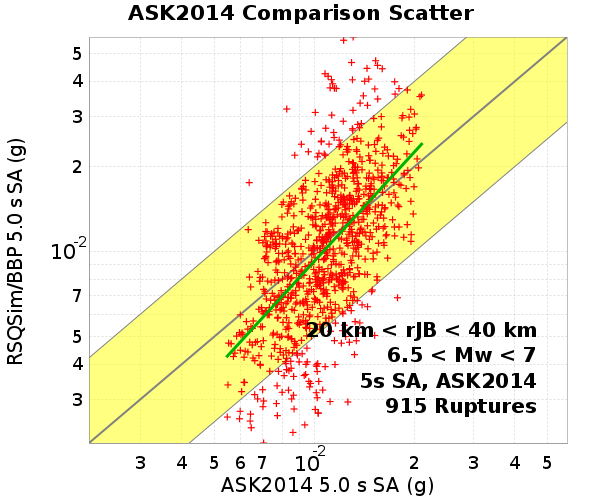 ASK2014 Comparison Scatter
RSQSim/BBP 5.0 s SA (g)
5
4
3
2
10-2
7
5
4
3
20 km < rJB < 40 km
6.5 < Mw < 7
5s SA, ASK2014
915 Ruptures
3 4 5 6 7 10-2 2 3 4 5
ASK2014 5.0 s SA (g)